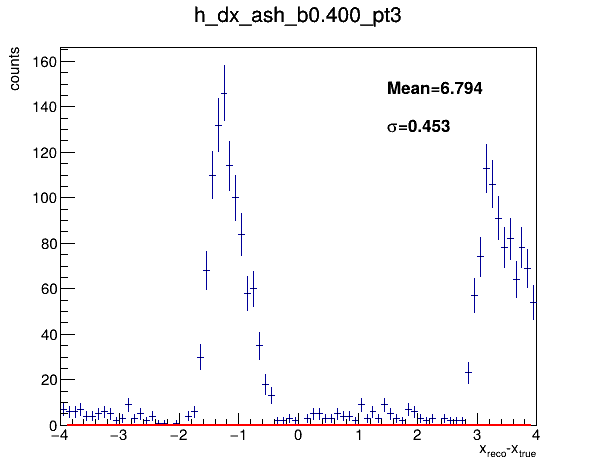 h_dx_ash_b0.400_pt3
counts
160
140
120
100
80
60
40
20
0
Mean=6.794
σ=0.453
−4 −3 −2 −1 0 1 2 3 4
x_reco-x_true